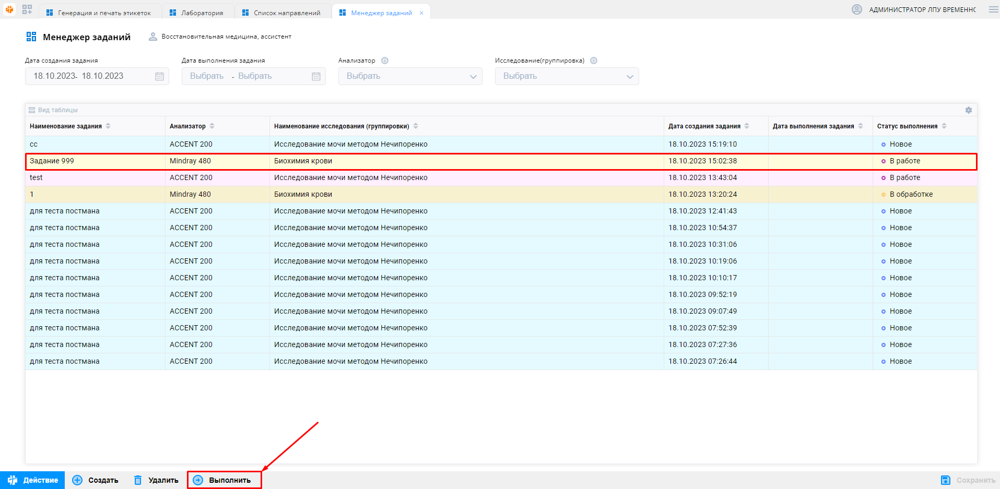 Генерация и печать этикеток Лаборатория Список направлений Менеджер заданий × АДМИНИСТРАТОР ЛПУ ВРЕМЕННО
Менеджер заданий Восстановительная медицина, ассистент
Дата создания задания Дата выполнения задания Анализатор Исследование(группировка)
18.10.2023- 18.10.2023 Выбрать - Выбрать Выбрать Выбрать
Вид таблицы
Наименование задания Анализатор Наименование исследования (группировки) Дата создания задания Дата выполнения задания Статус выполнения
cc ACCENT 200 Исследование мочи методом Нечипоренко 18.10.2023 15:19:10 Новое
Задание 999 Mindray 480 Биохимия крови 18.10.2023 15:02:38 В работе
test ACCENT 200 Исследование мочи методом Нечипоренко 18.10.2023 13:43:04 В работе
1 Mindray 480 Биохимия крови 18.10.2023 13:20:24 В обработке
для теста постмана ACCENT 200 Исследование мочи методом Нечипоренко 18.10.2023 12:41:43 Новое
для теста постмана ACCENT 200 Исследование мочи методом Нечипоренко 18.10.2023 10:54:37 Новое
для теста постмана ACCENT 200 Исследование мочи методом Нечипоренко 18.10.2023 10:31:06 Новое
для теста постмана ACCENT 200 Исследование мочи методом Нечипоренко 18.10.2023 10:19:06 Новое
для теста постмана ACCENT 200 Исследование мочи методом Нечипоренко 18.10.2023 10:10:17 Новое
для теста постмана ACCENT 200 Исследование мочи методом Нечипоренко 18.10.2023 09:52:19 Новое
для теста постмана ACCENT 200 Исследование мочи методом Нечипоренко 18.10.2023 09:07:49 Новое
для теста постмана ACCENT 200 Исследование мочи методом Нечипоренко 18.10.2023 07:52:39 Новое
для теста постмана ACCENT 200 Исследование мочи методом Нечипоренко 18.10.2023 07:27:36 Новое
для теста постмана ACCENT 200 Исследование мочи методом Нечипоренко 18.10.2023 07:26:44 Новое
Действие Создать Удалить Выполнить Сохранить